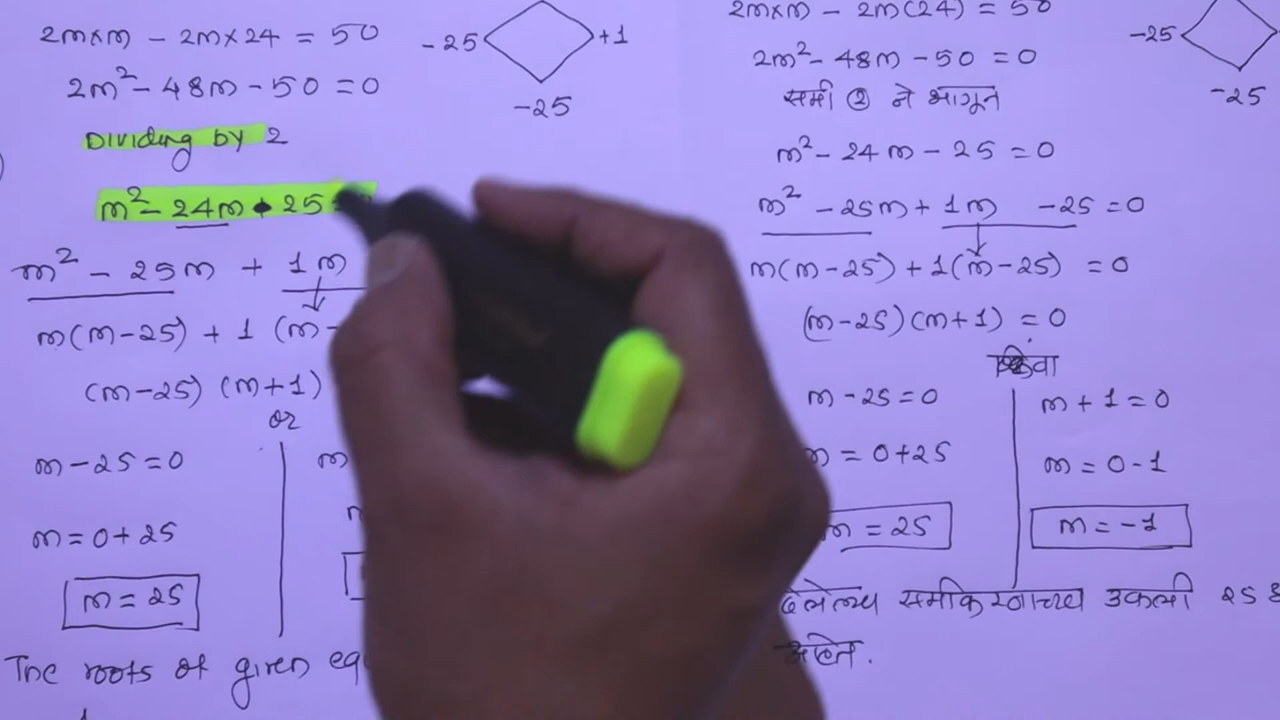 2m×m - 2m×24 = 50
2m² - 48m - 50 = 0
Dividing by 2
m² - 24m - 25
m² - 25m + 1m
m(m-25) + 1 (m-
(m-25) (m+1)
or
m - 25 = 0
m
m = 0 + 25
m = 25
The roots of given eq
-25
+1
-25
2m×m - 2m(24) = 50
2m² - 48m - 50 = 0
समी ② ने भागून
m² - 24m - 25 = 0
m² - 25m + 1m - 25 = 0
m(m-25) + 1(m-25) = 0
(m-25) (m+1) = 0
m - 25 = 0
m + 1 = 0
m = 0+25
m = 0 - 1
m = 25
m = -1
25
-25
-25